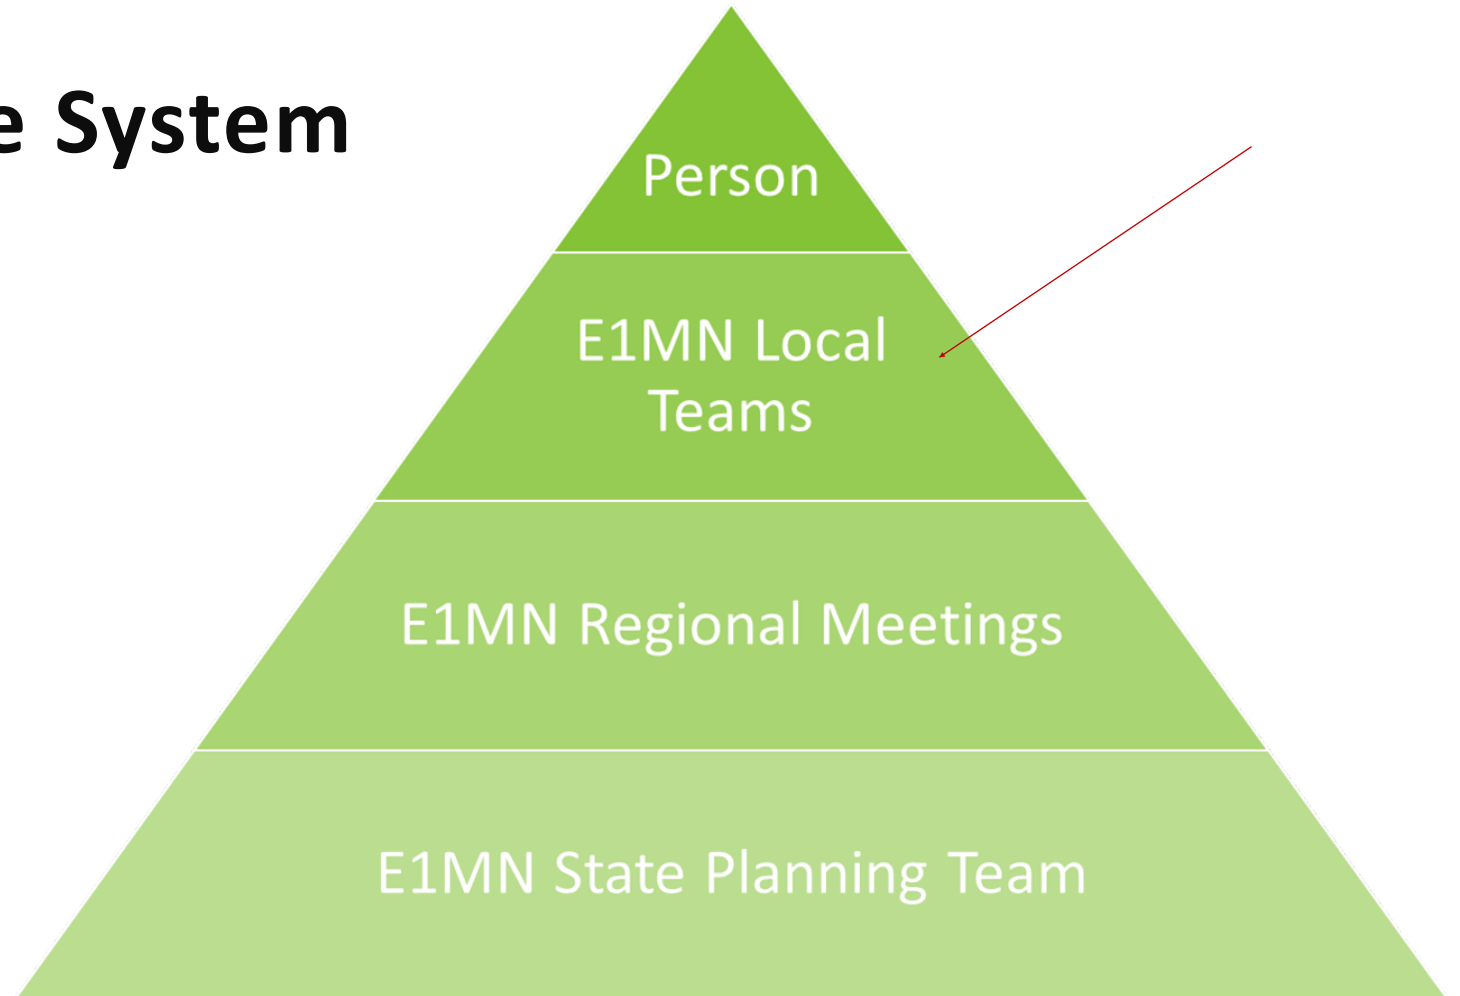 e System
Person
E1MN Local
Teams
E1MN Regional Meetings
E1MN State Planning Team